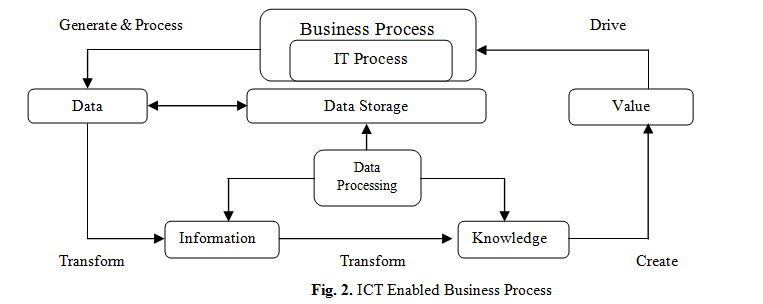 Generate & Process
Business Process
Drive
IT Process
Data
Data Storage
Value
Data
Processing
Information
Knowledge
Transform
Transform
Create
Fig. 2. ICT Enabled Business Process